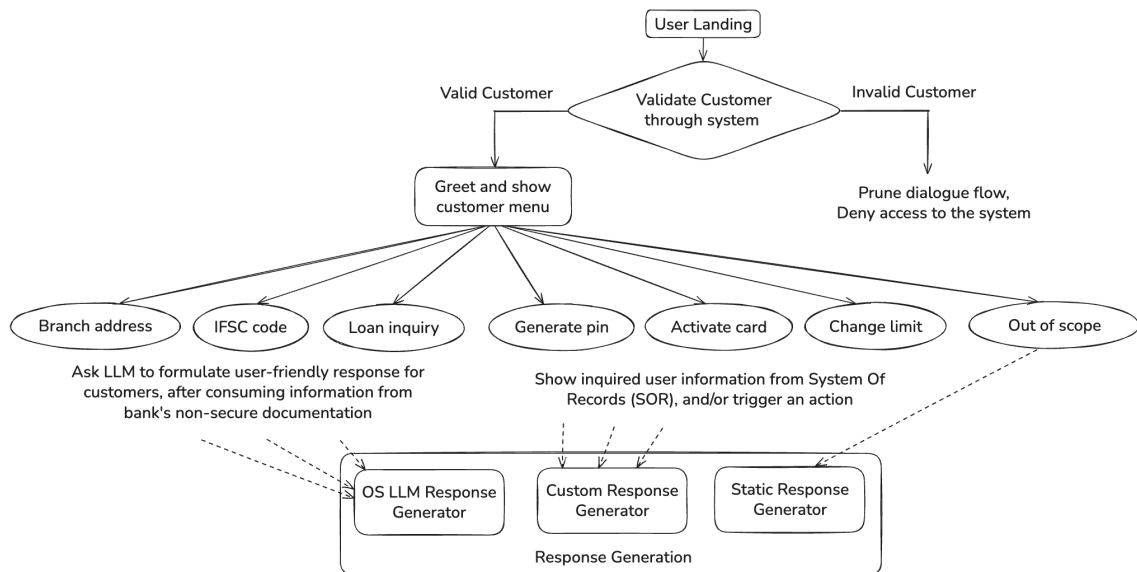 User Landing
Valid Customer
Validate Customer
through system
Invalid Customer
Greet and show
customer menu
Prune dialogue flow,
Deny access to the system
Branch address
IFSC code
Loan inquiry
Generate pin
Activate card
Change limit
Out of scope
Ask LLM to formulate user-friendly response for
customers, after consuming information from
bank's non-secure documentation
Show inquired user information from System Of
Records (SOR), and/or trigger an action
OS LLM Response
Generator
Custom Response
Generator
Static Response
Generator
Response Generation